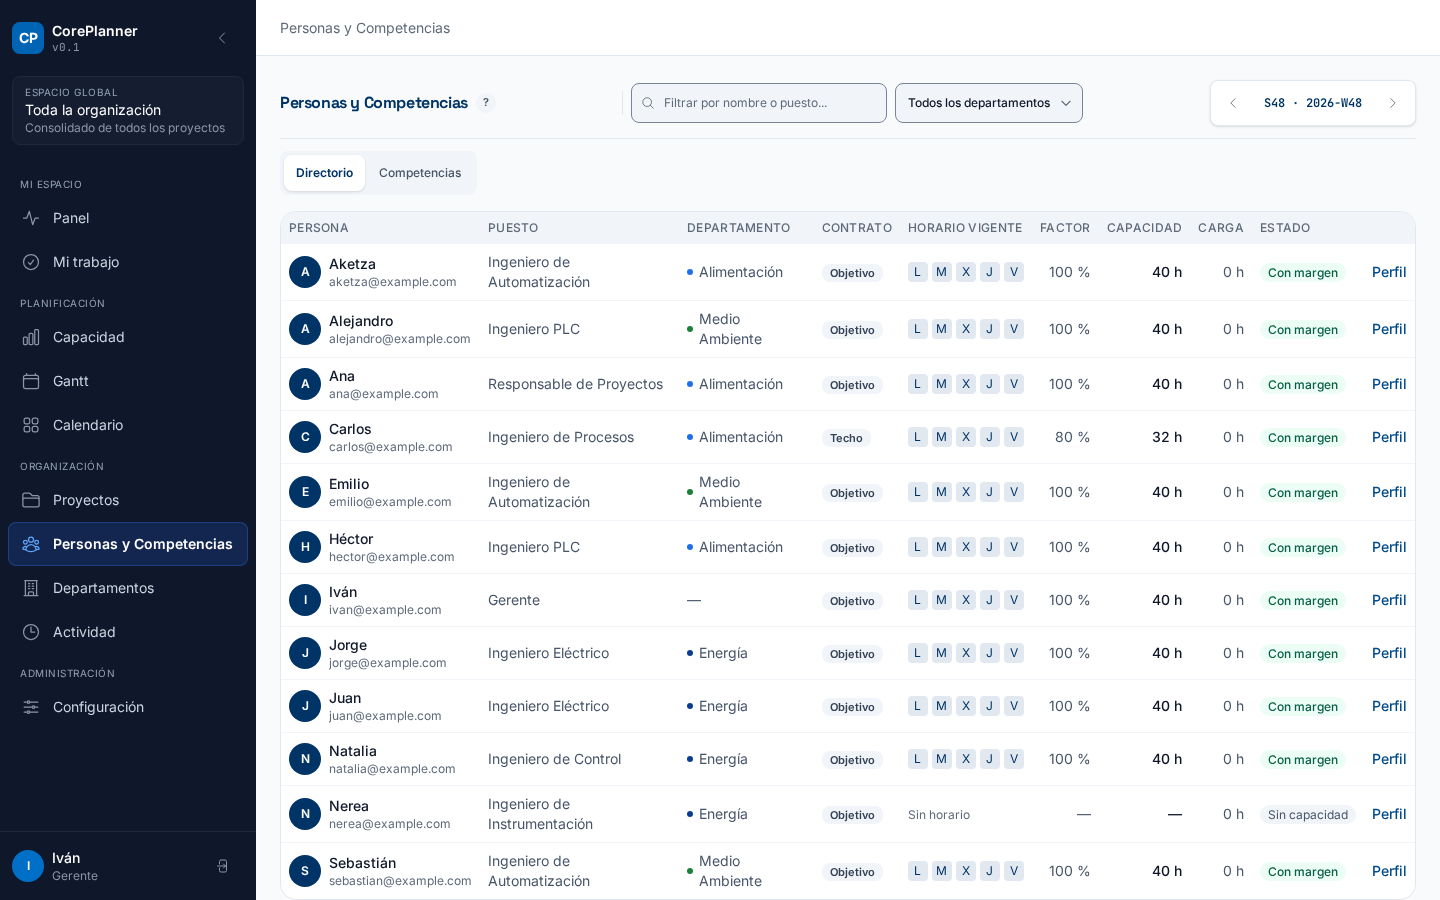 CP
CorePlanner
v0.1
ESPACIO GLOBAL
Toda la organización
Consolidado de todos los proyectos
MI ESPACIO
Panel
Mi trabajo
PLANIFICACIÓN
Capacidad
Gantt
Calendario
ORGANIZACIÓN
Proyectos
Personas y Competencias
Departamentos
Actividad
ADMINISTRACIÓN
Configuración
I
Iván
Gerente
Personas y Competencias
Personas y Competencias ?
Filtrar por nombre o puesto...
Todos los departamentos
S48 · 2026-W48
Directorio Competencias
PERSONA PUESTO DEPARTAMENTO CONTRATO HORARIO VIGENTE FACTOR CAPACIDAD CARGA ESTADO
A Aketza aketza@example.com Ingeniero de Automatización Alimentación Objetivo L M X J V 100 % 40 h 0 h Con margen Perfil
A Alejandro alejandro@example.com Ingeniero PLC Medio Ambiente Objetivo L M X J V 100 % 40 h 0 h Con margen Perfil
A Ana ana@example.com Responsable de Proyectos Alimentación Objetivo L M X J V 100 % 40 h 0 h Con margen Perfil
C Carlos carlos@example.com Ingeniero de Procesos Alimentación Techo L M X J V 80 % 32 h 0 h Con margen Perfil
E Emilio emilio@example.com Ingeniero de Automatización Medio Ambiente Objetivo L M X J V 100 % 40 h 0 h Con margen Perfil
H Héctor hector@example.com Ingeniero PLC Alimentación Objetivo L M X J V 100 % 40 h 0 h Con margen Perfil
I Iván ivan@example.com Gerente — Objetivo L M X J V 100 % 40 h 0 h Con margen Perfil
J Jorge jorge@example.com Ingeniero Eléctrico Energía Objetivo L M X J V 100 % 40 h 0 h Con margen Perfil
J Juan juan@example.com Ingeniero Eléctrico Energía Objetivo L M X J V 100 % 40 h 0 h Con margen Perfil
N Natalia natalia@example.com Ingeniero de Control Energía Objetivo L M X J V 100 % 40 h 0 h Con margen Perfil
N Nerea nerea@example.com Ingeniero de Instrumentación Energía Objetivo Sin horario — — 0 h Sin capacidad Perfil
S Sebastián sebastian@example.com Ingeniero de Automatización Medio Ambiente Objetivo L M X J V 100 % 40 h 0 h Con margen Perfil